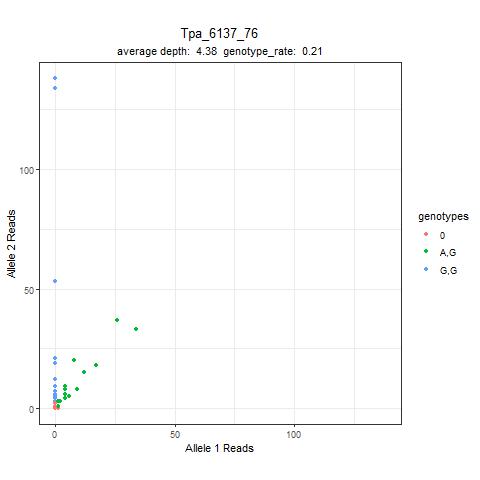 Tpa_6137_76
average depth: 4.38 genotype_rate: 0.21
Allele 2 Reads
100
50
0
0
50
100
Allele 1 Reads
genotypes
0
A,G
G,G